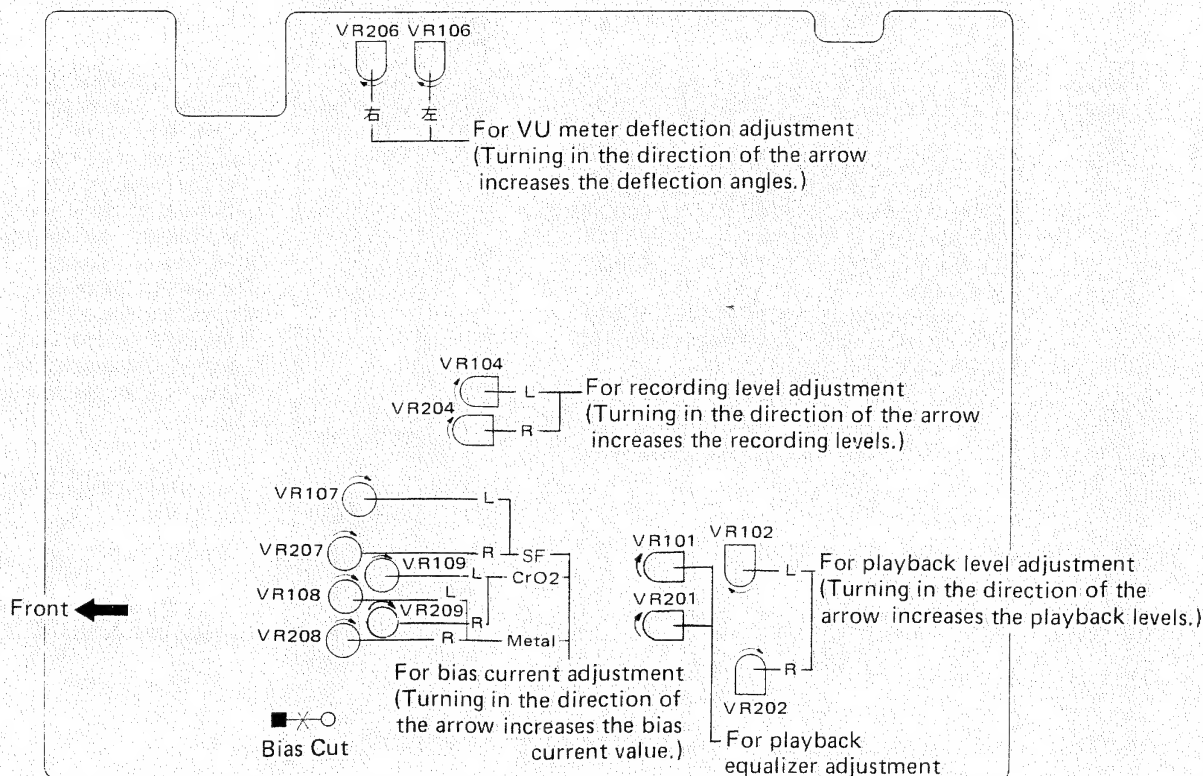 VR206 VR106
右 左
For VU meter deflection adjustment
(Turning in the direction of the arrow
increases the deflection angles.)
VR104
L
VR204
R
For recording level adjustment
(Turning in the direction of the arrow
increases the recording levels.)
VR107
L
VR207
R
SF
VR109
L
CrO2
VR108
L
VR209
R
VR208
R
Metal
Front
For bias current adjustment
(Turning in the direction of
the arrow increases the bias
current value.)
Bias Cut
VR101
VR102
L
VR201
R
VR202
For playback level adjustment
(Turning in the direction of the
arrow increases the playback levels.)
For playback
equalizer adjustment